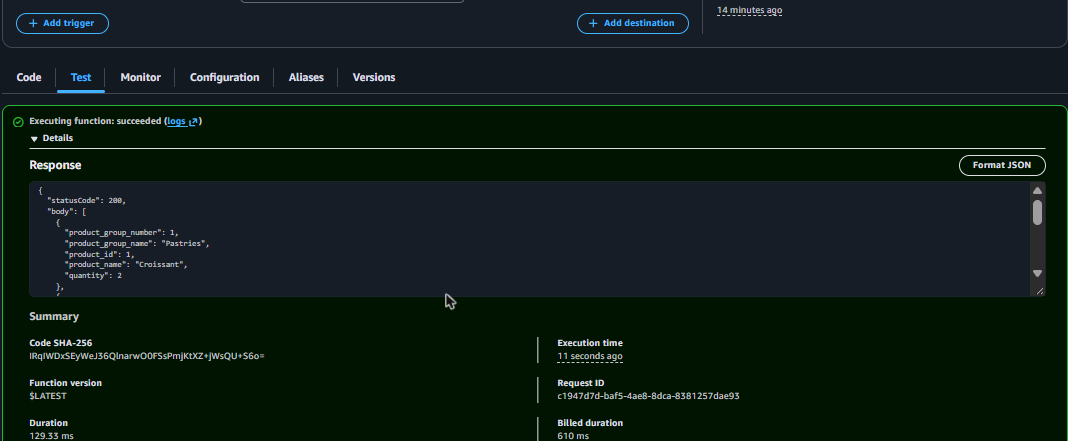 + Add trigger
+ Add destination
14 minutes ago
Code
Test
Monitor
Configuration
Aliases
Versions
Executing function: succeeded (logs)
Details
Response
Format JSON
{
"statusCode": 200,
"body": [
{
"product_group_number": 1,
"product_group_name": "Pastries",
"product_id": 1,
"product_name": "Croissant",
"quantity": 2
},
Summary
Code SHA-256
IRqIWDxSEyWeJ36QlnarwO0FSsPmjKtXZ+jWsQU+S6o=
Execution time
11 seconds ago
Function version
$LATEST
Request ID
c1947d7d-baf5-4ae8-8dca-8381257dae93
Duration
129.33 ms
Billed duration
610 ms